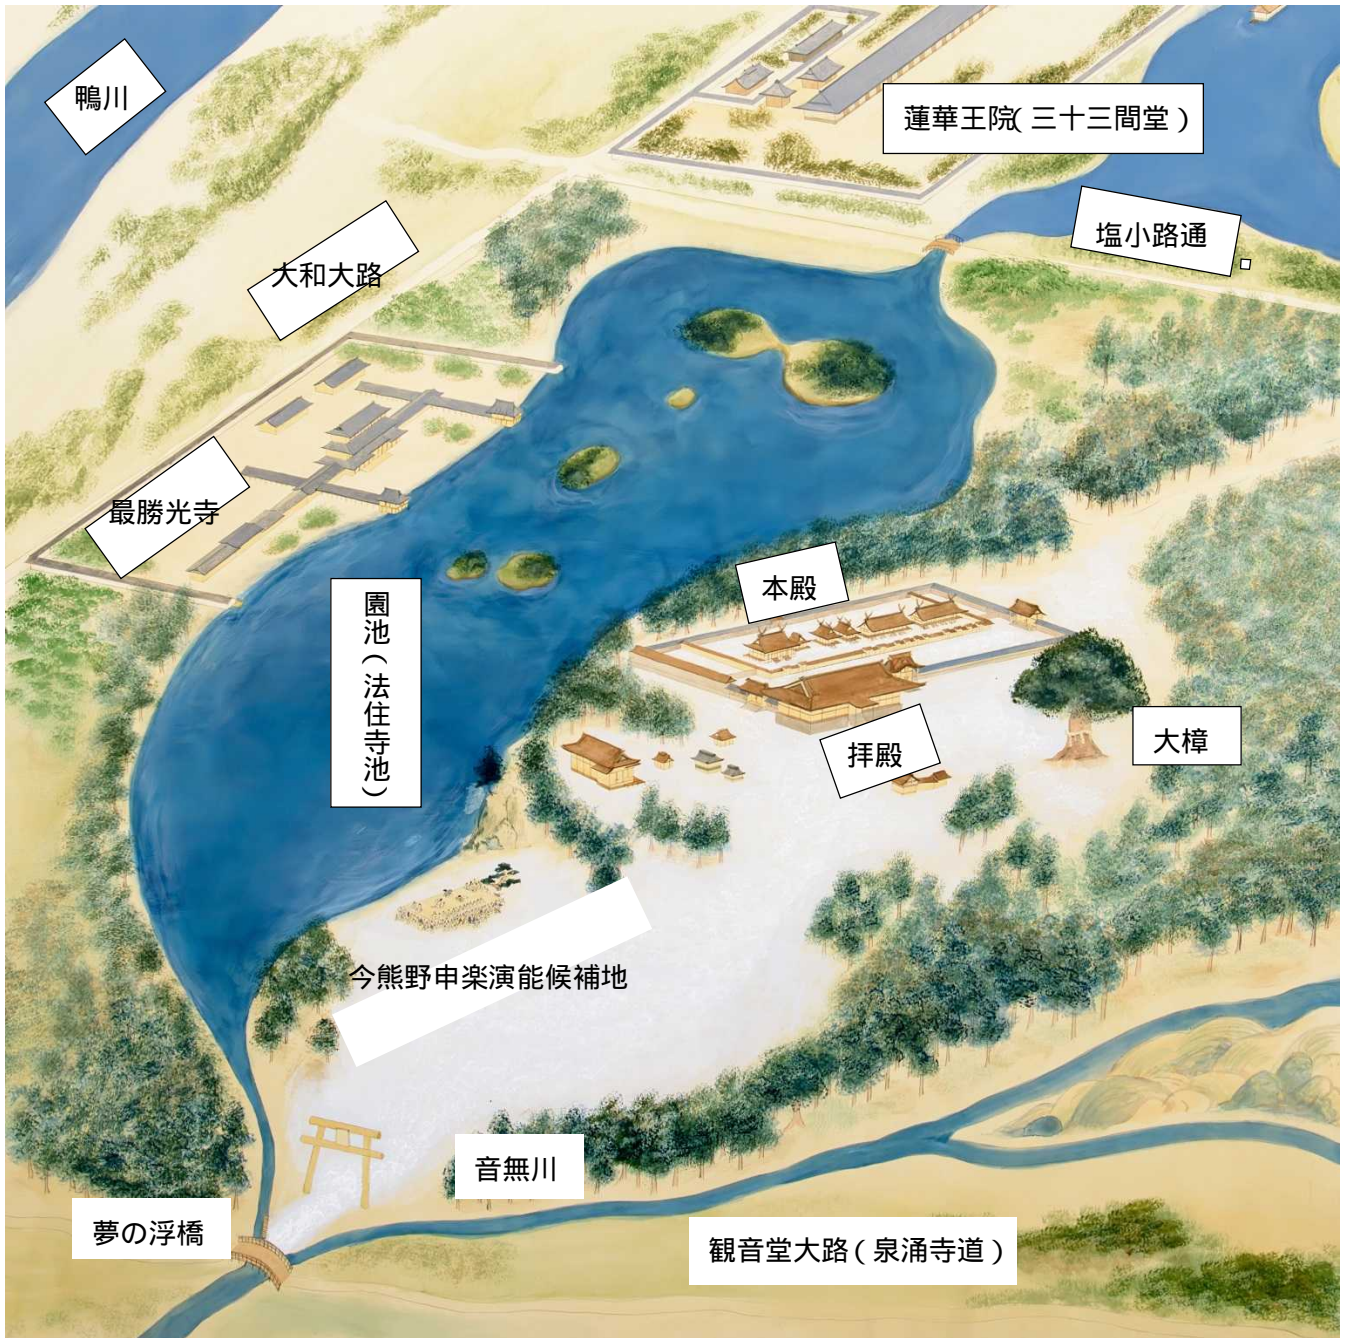 鴨川
蓮華王院(三十三間堂)
塩小路通
大和大路
最勝光寺
園池(法住寺池)
本殿
拝殿
大樟
今熊野申楽演能候補地
音無川
夢の浮橋
観音堂大路(泉涌寺道)